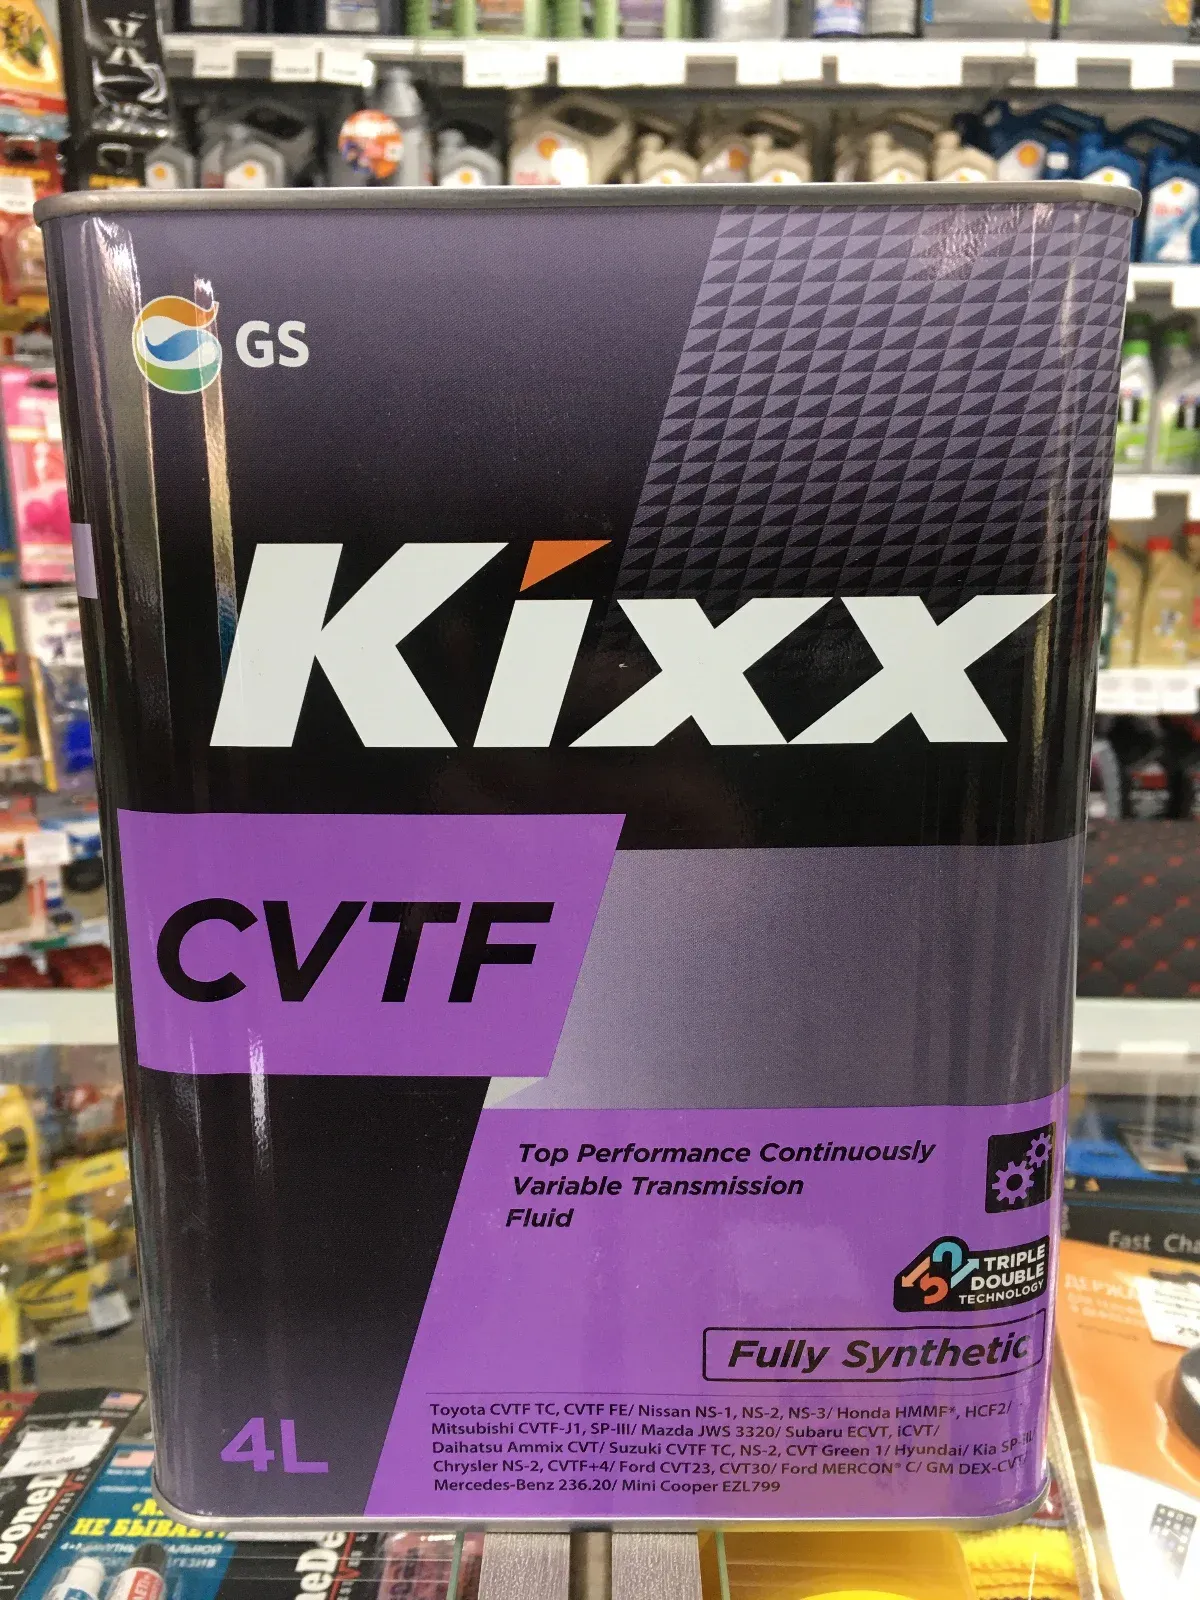 GS
Kixx
CVTF
Top Performance Continuously
Variable Transmission
Fluid
TRIPLE
DOUBLE
TECHNOLOGY
Fully Synthetic
4L
Toyota CVTF TC, CVTF FE/ Nissan NS-1, NS-2, NS-3/ Honda HMMF*, HCF2/
Mitsubishi CVTF-J1, SP-III/ Mazda JWS 3320/ Subaru ECVT, iCVT/
Daihatsu Ammix CVT/ Suzuki CVTF TC, NS-2, CVT Green 1/ Hyundai/ Kia SP-III/
Chrysler NS-2, CVTF+4/ Ford CVT23, CVT30/ Ford MERCON® C/ GM DEX-CVT/
Mercedes-Benz 236.20/ Mini Cooper EZL799
Fast Cha
НЕ БЫВАЕТ